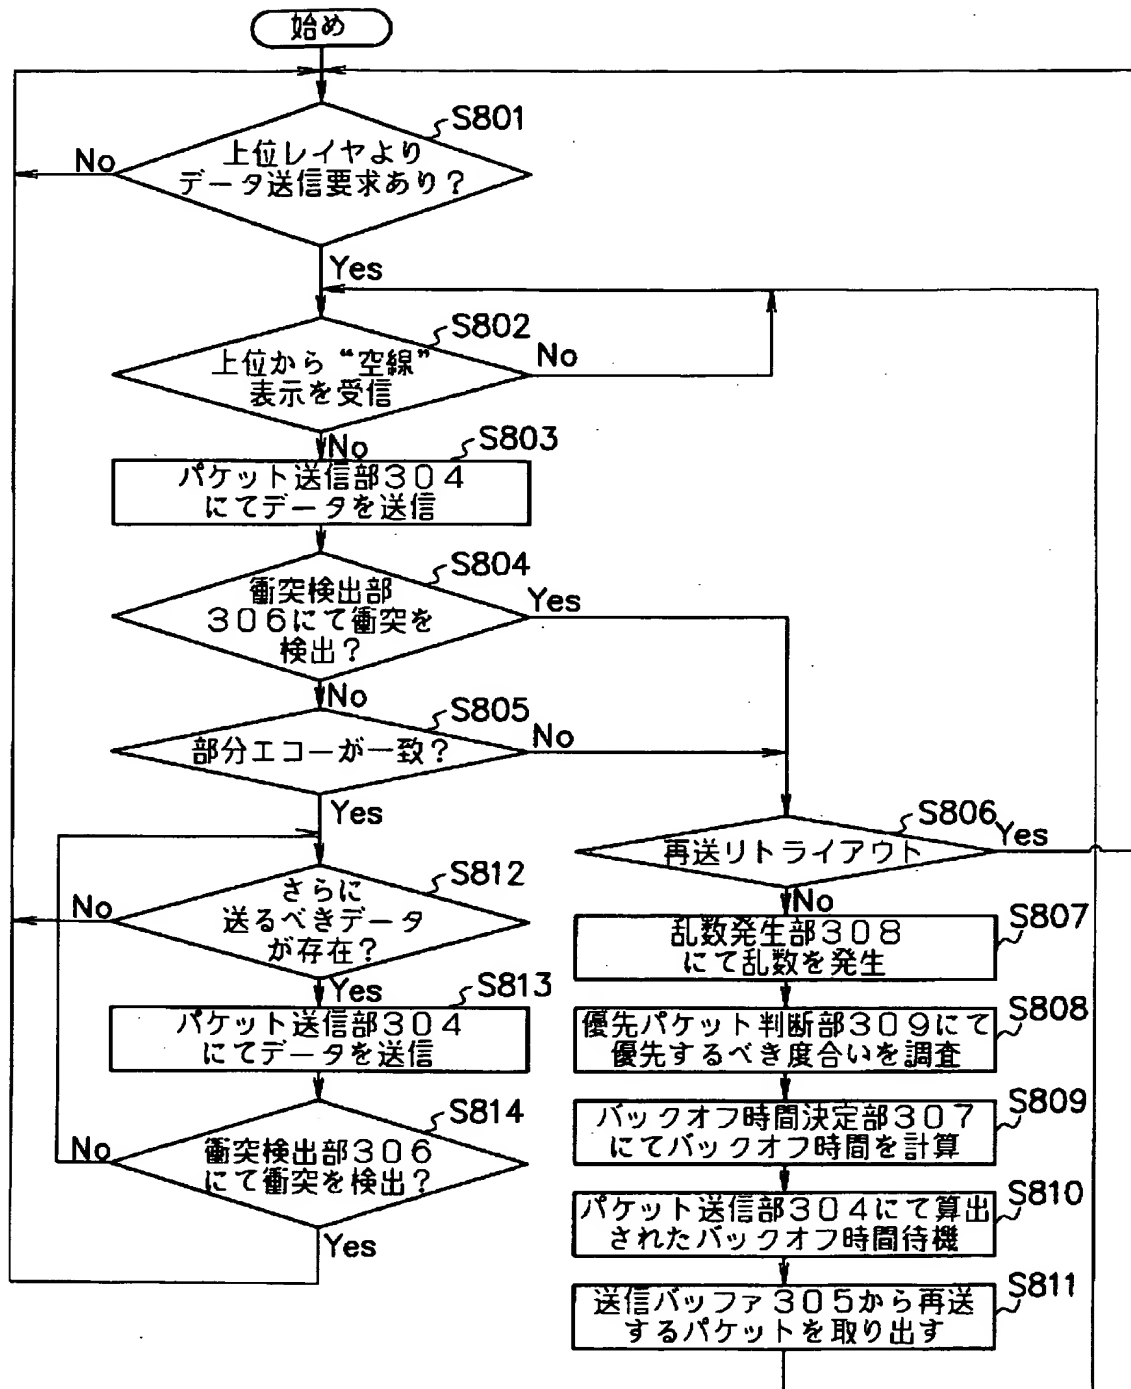 始め
S801
上位レイヤより
データ送信要求あり?
No
Yes
S802
上位から“空線”
表示を受信
No
No
S803
パケット送信部304
にてデータを送信
S804
衝突検出部
306にて衝突を
検出?
Yes
No
S805
部分エコーが一致?
No
Yes
S806
再送リトライアウト
Yes
No
S812
さらに
送るべきデータ
が存在?
No
Yes
S807
乱数発生部308
にて乱数を発生
S813
パケット送信部304
にてデータを送信
S808
優先パケット判断部309にて
優先するべき度合いを調査
S814
衝突検出部306
にて衝突を検出?
No
Yes
S809
バックオフ時間決定部307
にてバックオフ時間を計算
S810
パケット送信部304にて算出
されたバックオフ時間待機
S811
送信バッファ305から再送
するパケットを取り出す